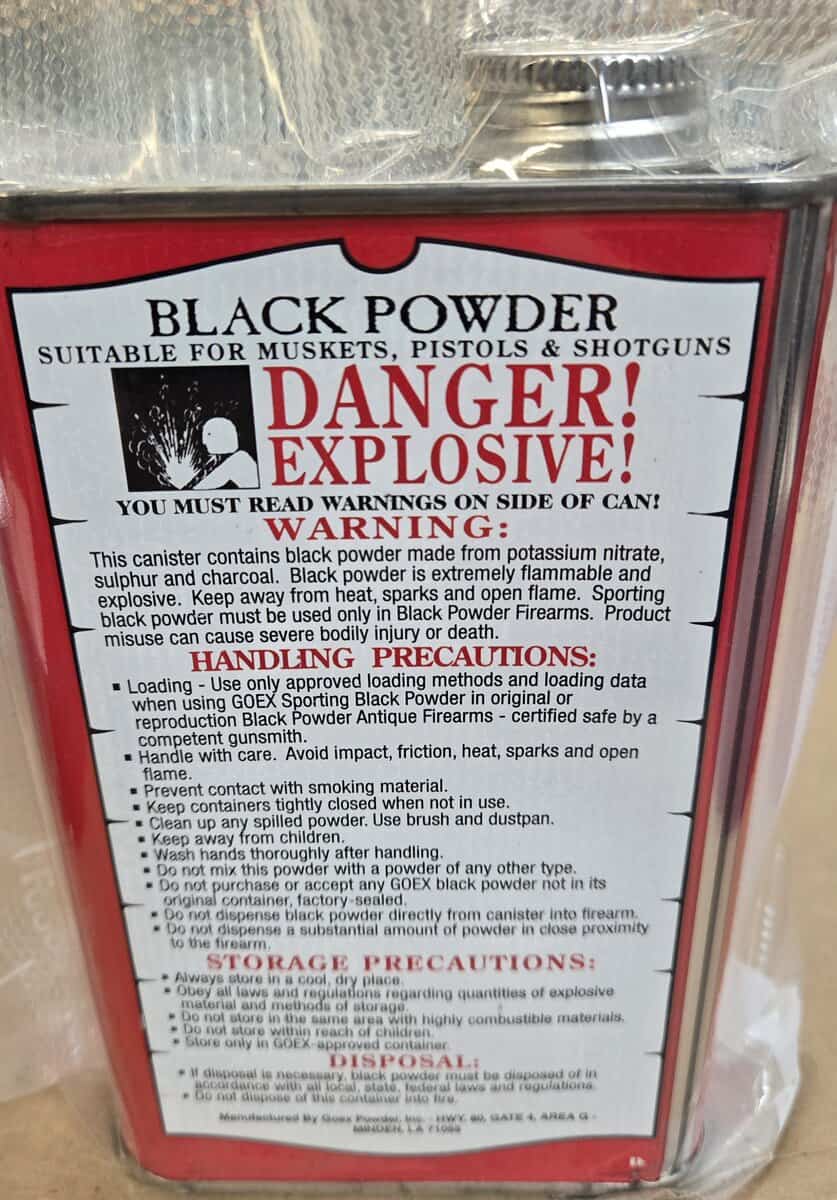 BLACK POWDER
SUITABLE FOR MUSKETS, PISTOLS & SHOTGUNS
DANGER!
EXPLOSIVE!
YOU MUST READ WARNINGS ON SIDE OF CAN!
WARNING:
This canister contains black powder made from potassium nitrate,
sulphur and charcoal. Black powder is extremely flammable and
explosive. Keep away from heat, sparks and open flame. Sporting
black powder must be used only in Black Powder Firearms. Product
misuse can cause severe bodily injury or death.
HANDLING PRECAUTIONS:
▪ Loading - Use only approved loading methods and loading data
when using GOEX Sporting Black Powder in original or
reproduction Black Powder Antique Firearms - certified safe by a
competent gunsmith.
▪ Handle with care. Avoid impact, friction, heat, sparks and open
flame.
▪ Prevent contact with smoking material.
▪ Keep containers tightly closed when not in use.
▪ Clean up any spilled powder. Use brush and dustpan.
▪ Keep away from children.
▪ Wash hands thoroughly after handling.
▪ Do not mix this powder with a powder of any other type.
▪ Do not purchase or accept any GOEX black powder not in its
original container, factory-sealed.
▪ Do not dispense black powder directly from canister into firearm.
▪ Do not dispense a substantial amount of powder in close proximity
to the firearm.
STORAGE PRECAUTIONS:
▪ Always store in a cool, dry place.
▪ Obey all laws and regulations regarding quantities of explosive
material and methods of storage.
▪ Do not store in the same area with highly combustible materials.
▪ Do not store within reach of children.
▪ Store only in GOEX-approved container.
DISPOSAL:
▪ If disposal is necessary, black powder must be disposed of in
accordance with all local, state, federal laws and regulations.
▪ Do not dispose of this container into fire.
Manufactured By Goex Powder, Inc. - HWY. 80, GATE 4, AREA G -
MINDEN, LA